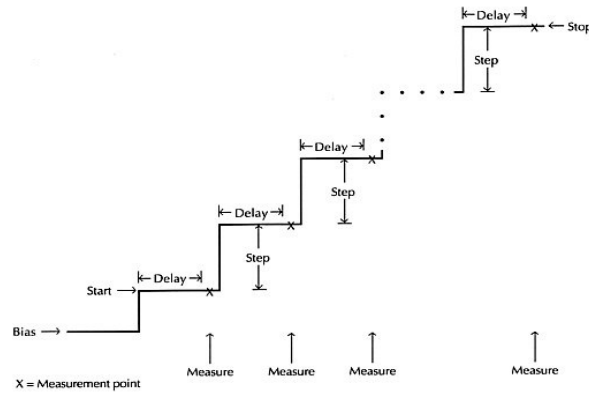 Delay
Stop
Step
Delay
Step
Delay
Step
Delay
Start
Bias
Measure
Measure
Measure
Measure
X = Measurement point